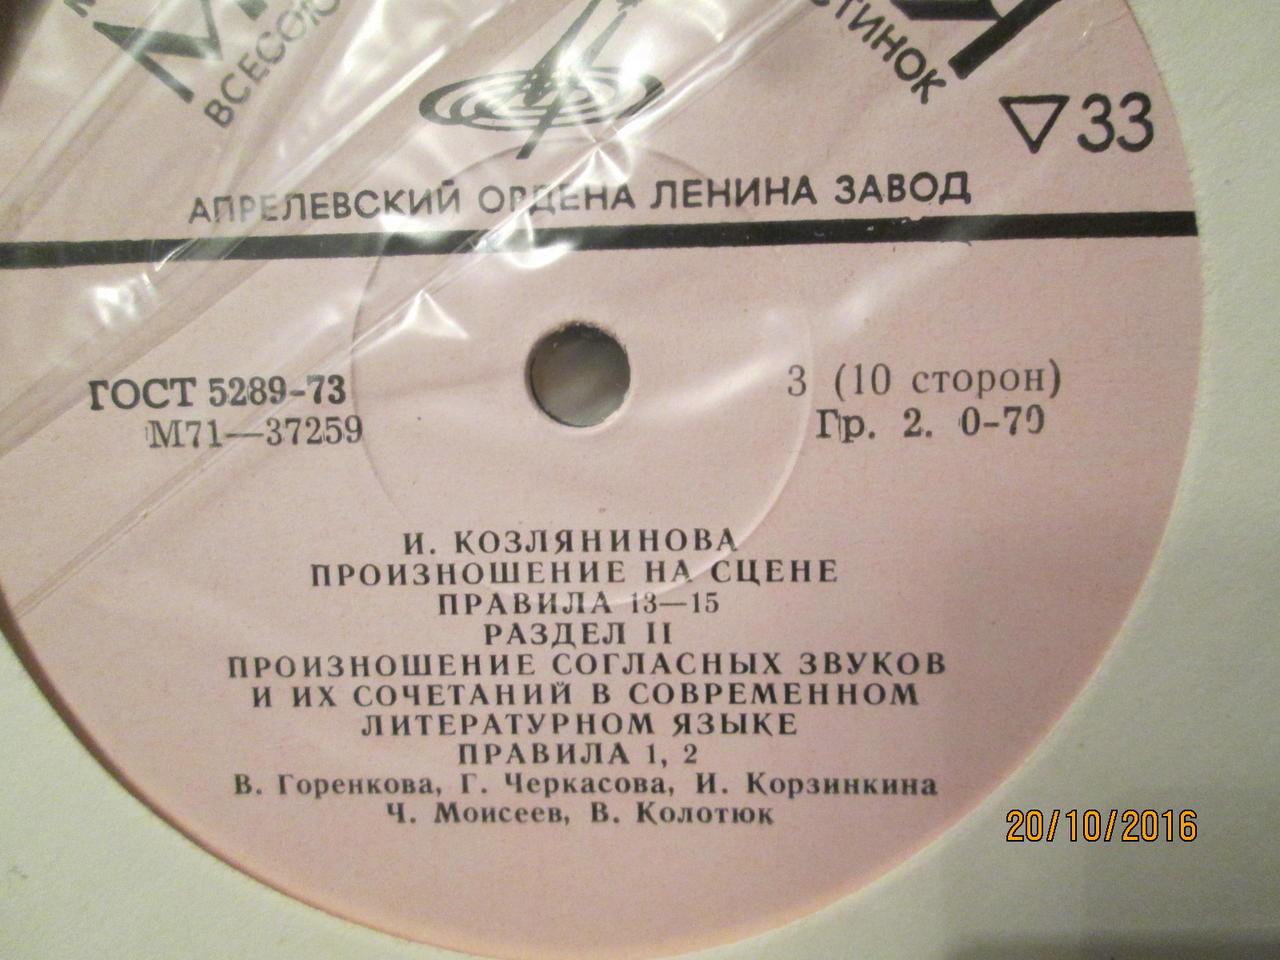 АПРЕЛЕВСКИЙ ОРДЕНА ЛЕНИНА ЗАВОД
▽33
ГОСТ 5289-73
М71—37259
3 (10 сторон)
Гр. 2. 0-70
И. КОЗЛЯНИНОВА
ПРОИЗНОШЕНИЕ НА СЦЕНЕ
ПРАВИЛА 13—15
РАЗДЕЛ II
ПРОИЗНОШЕНИЕ СОГЛАСНЫХ ЗВУКОВ
И ИХ СОЧЕТАНИЙ В СОВРЕМЕННОМ
ЛИТЕРАТУРНОМ ЯЗЫКЕ
ПРАВИЛА 1, 2
В. Горенкова, Г. Черкасова, И. Корзинкина
Ч. Моисеев, В. Колотюк
20/10/2016